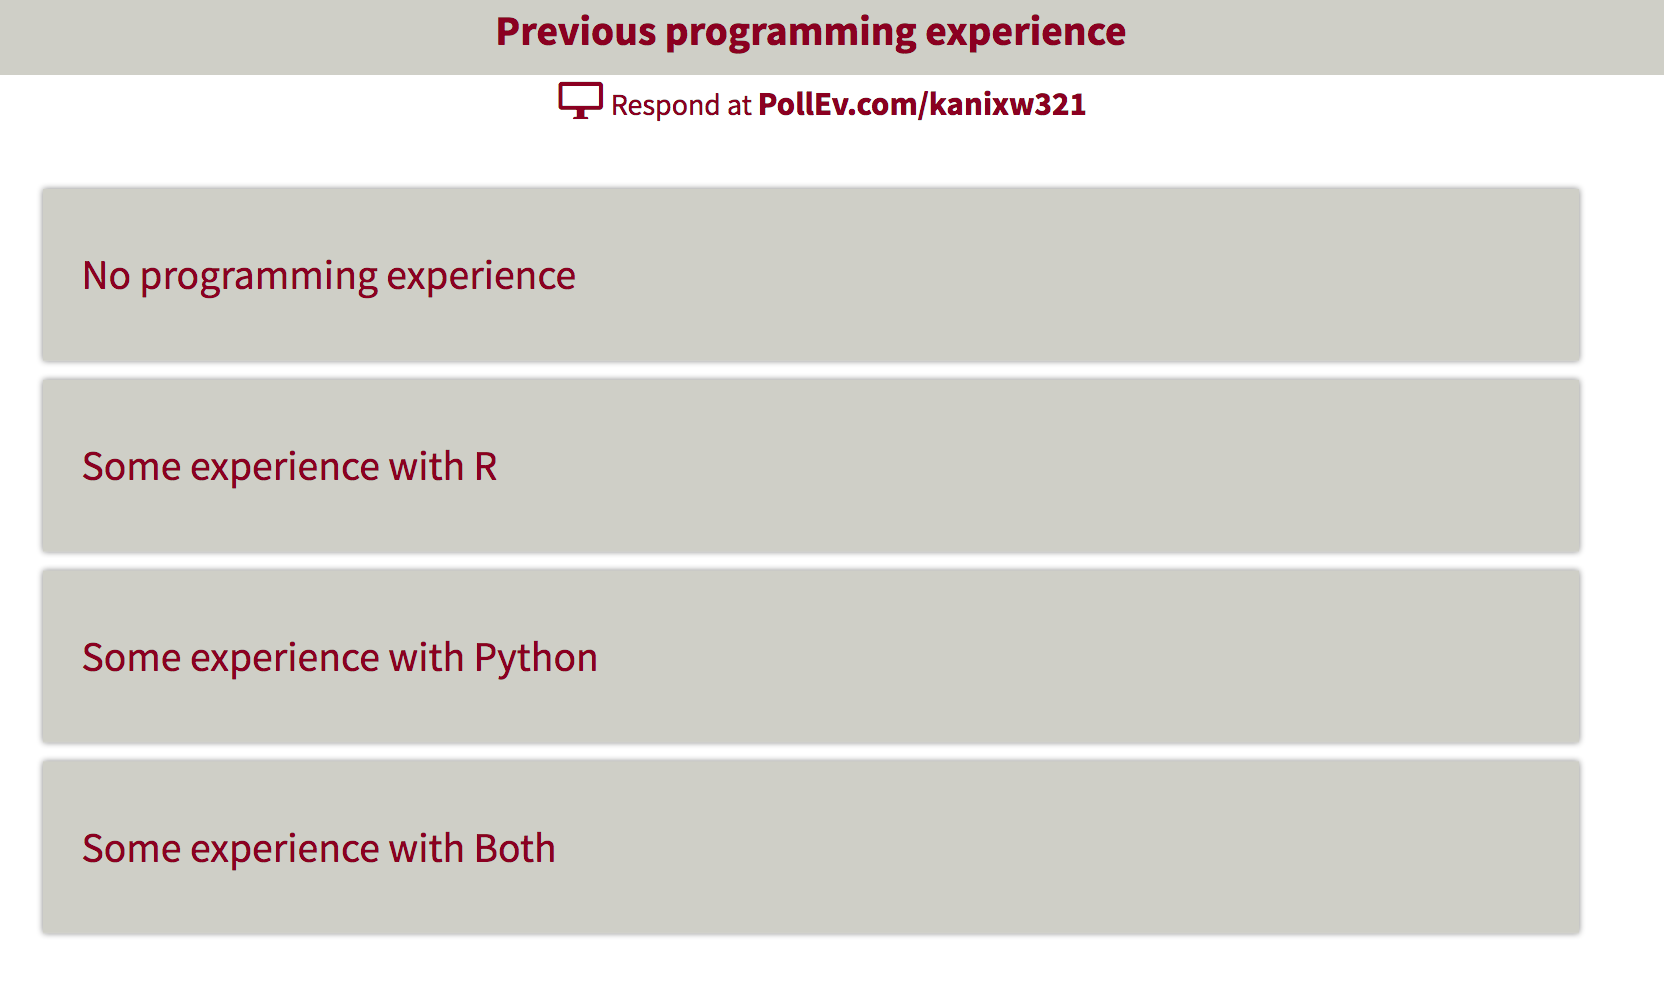 Previous programming experience
Respond at PollEv.com/kanixw321
No programming experience
Some experience with R
Some experience with Python
Some experience with Both